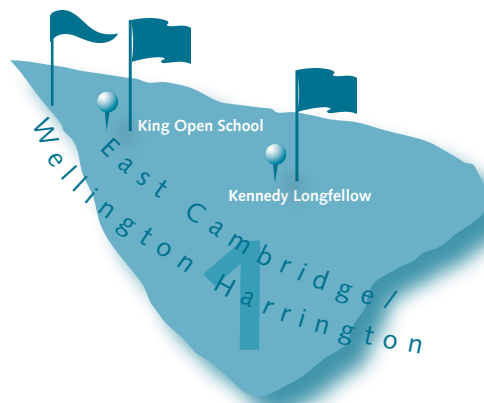 King Open School
Kennedy Longfellow
East Cambridge/
Wellington Harrington
1